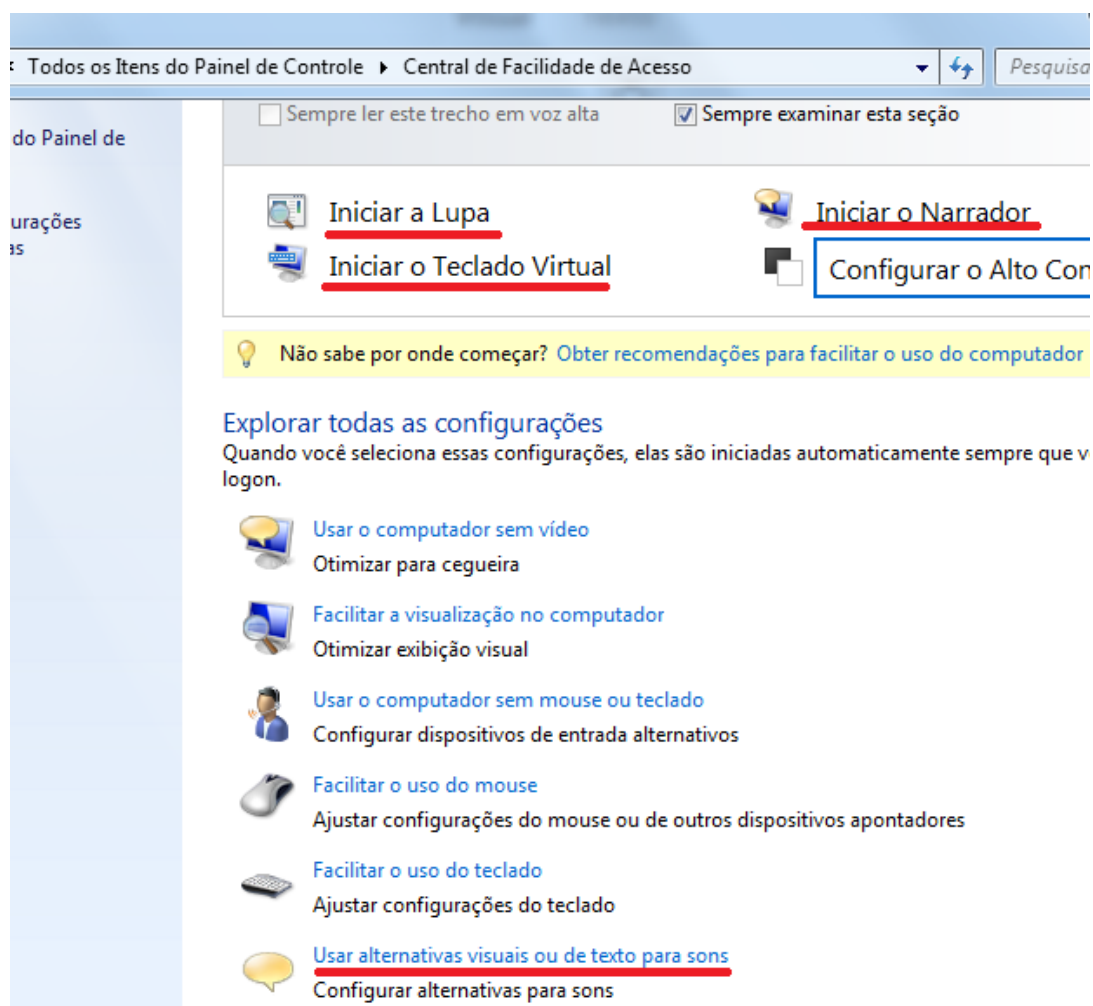 Todos os Itens do Painel de Controle ▸ Central de Facilidade de Acesso Pesquisa
Sempre ler este trecho em voz alta Sempre examinar esta seção
do Painel de
Iniciar a Lupa Iniciar o Narrador
urações
as
Iniciar o Teclado Virtual Configurar o Alto Con
Não sabe por onde começar? Obter recomendações para facilitar o uso do computador
Explorar todas as configurações
Quando você seleciona essas configurações, elas são iniciadas automaticamente sempre que v
logon.
Usar o computador sem vídeo
Otimizar para cegueira
Facilitar a visualização no computador
Otimizar exibição visual
Usar o computador sem mouse ou teclado
Configurar dispositivos de entrada alternativos
Facilitar o uso do mouse
Ajustar configurações do mouse ou de outros dispositivos apontadores
Facilitar o uso do teclado
Ajustar configurações do teclado
Usar alternativas visuais ou de texto para sons
Configurar alternativas para sons